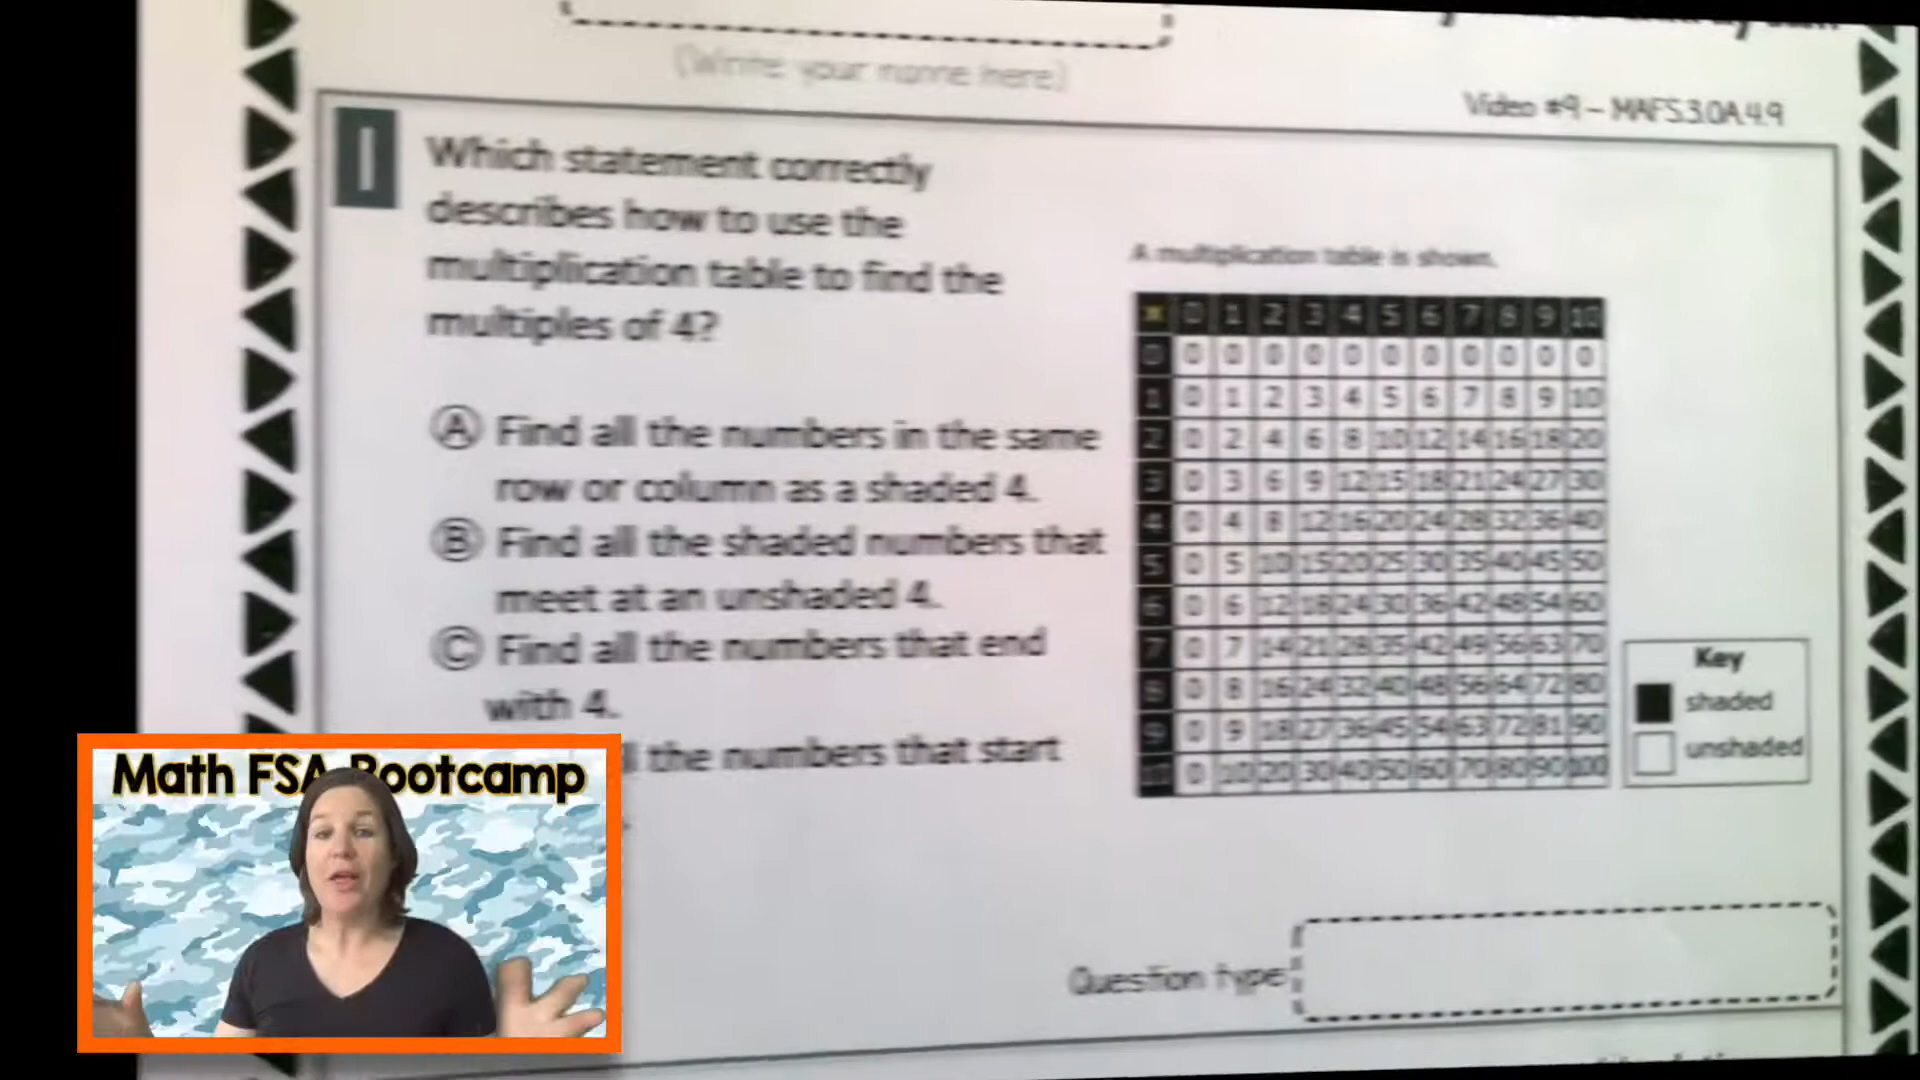 (Write your name here)
Video #9 – MAFS.3.OA.4.9
1
Which statement correctly
describes how to use the
multiplication table to find the
multiples of 4?
A Find all the numbers in the same
row or column as a shaded 4.
B Find all the shaded numbers that
meet at an unshaded 4.
C Find all the numbers that end
with 4.
the numbers that start
A multiplication table is shown.
× 0 1 2 3 4 5 6 7 8 9 10
0 0 0 0 0 0 0 0 0 0 0 0
1 0 1 2 3 4 5 6 7 8 9 10
2 0 2 4 6 8 10 12 14 16 18 20
3 0 3 6 9 12 15 18 21 24 27 30
4 0 4 8 12 16 20 24 28 32 36 40
5 0 5 10 15 20 25 30 35 40 45 50
6 0 6 12 18 24 30 36 42 48 54 60
7 0 7 14 21 28 35 42 49 56 63 70
8 0 8 16 24 32 40 48 56 64 72 80
9 0 9 18 27 36 45 54 63 72 81 90
10 0 10 20 30 40 50 60 70 80 90 100
Key
shaded
unshaded
Question type:
Math FSA Bootcamp